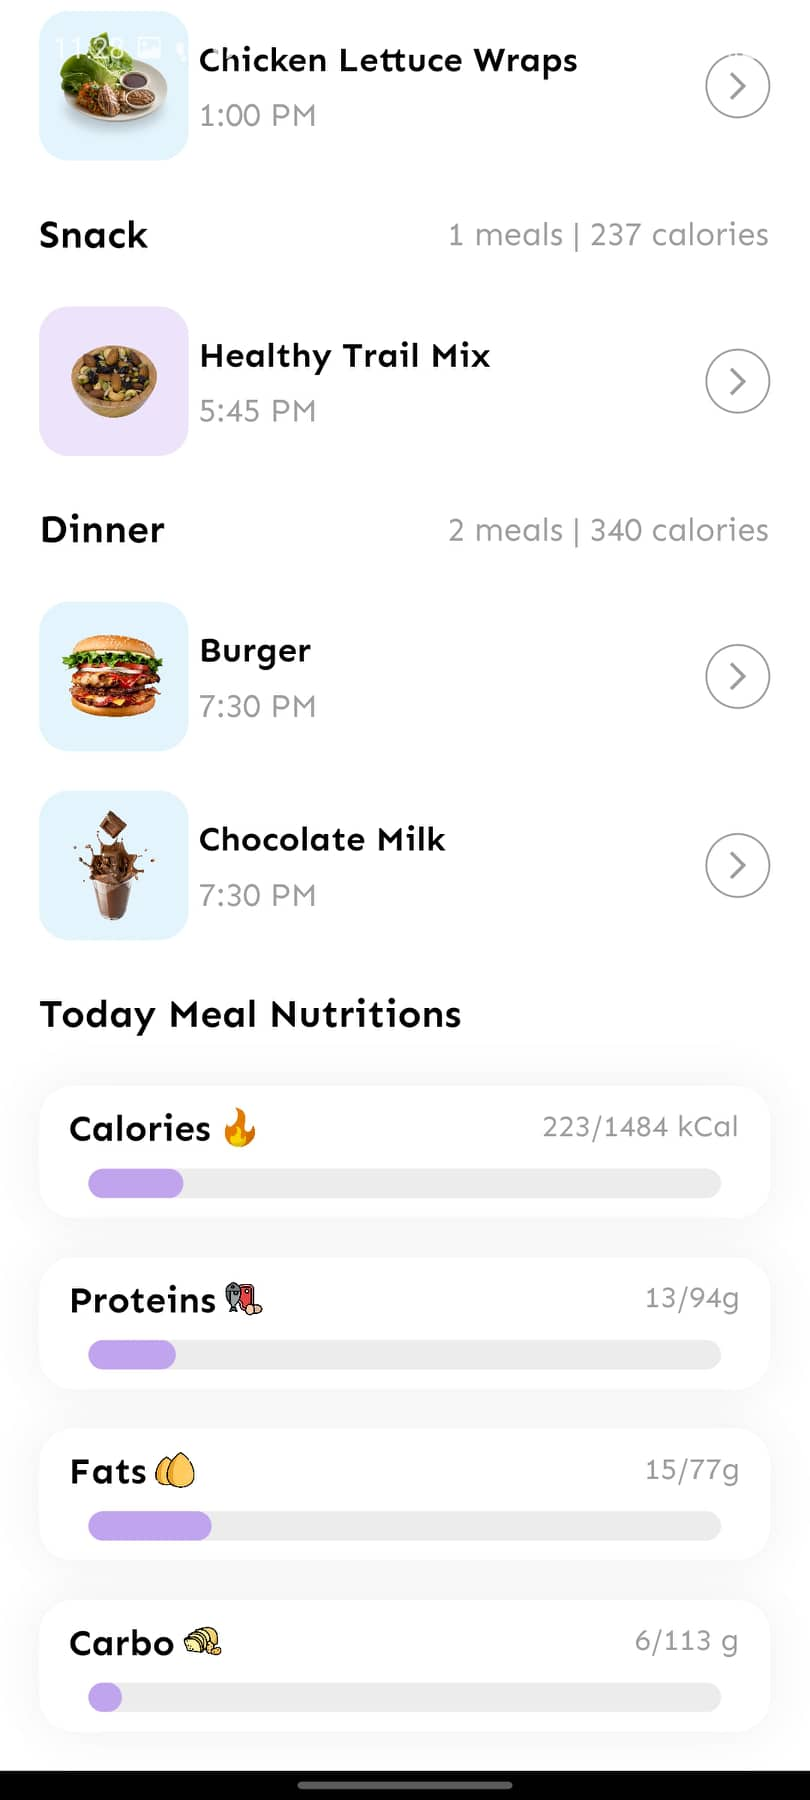 11:28
Chicken Lettuce Wraps
1:00 PM
Snack
1 meals | 237 calories
Healthy Trail Mix
5:45 PM
Dinner
2 meals | 340 calories
Burger
7:30 PM
Chocolate Milk
7:30 PM
Today Meal Nutritions
Calories
223/1484 kCal
Proteins
13/94g
Fats
15/77g
Carbo
6/113 g